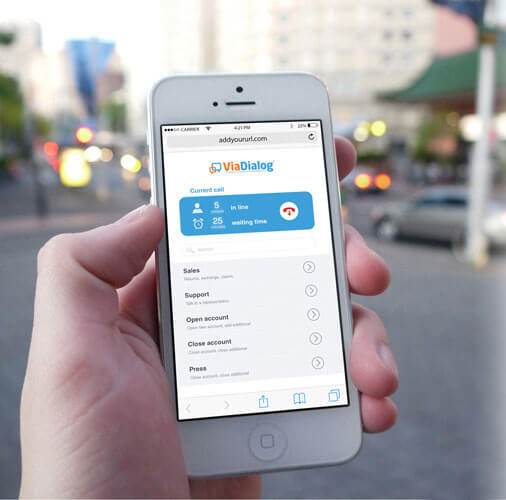 CARRIER 4:21 PM 22%
addyoururl.com
ViaDialog
Current call
5 in line
people
25 waiting time
minutes
Search
Sales
Returns, exchange, claims
Support
Talk to a representative
Open account
Open new account, add additional
Close account
Close account, close additional
Press
Close account, close additional